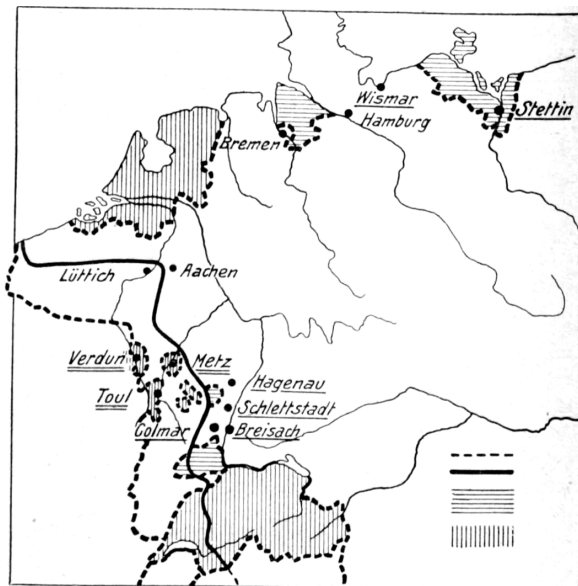 Wismar
Hamburg
Stettin
Bremen
Lüttich
Aachen
Verdun
Metz
Toul
Hagenau
Schlettstadt
Colmar
Breisach